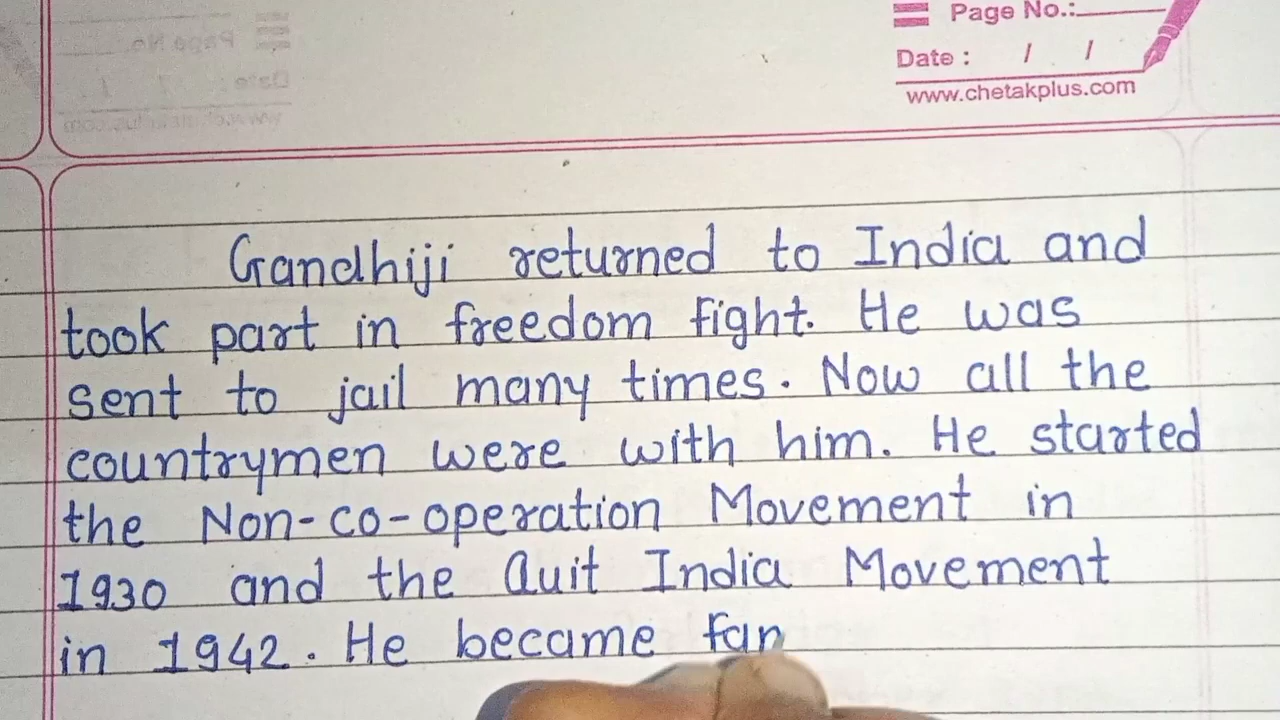 Page No.:
Date : / /
www.chetakplus.com
Gandhiji returned to India and
took part in freedom fight. He was
sent to jail many times. Now all the
countrymen were with him. He started
the Non-co-operation Movement in
1930 and the Quit India Movement
in 1942. He became